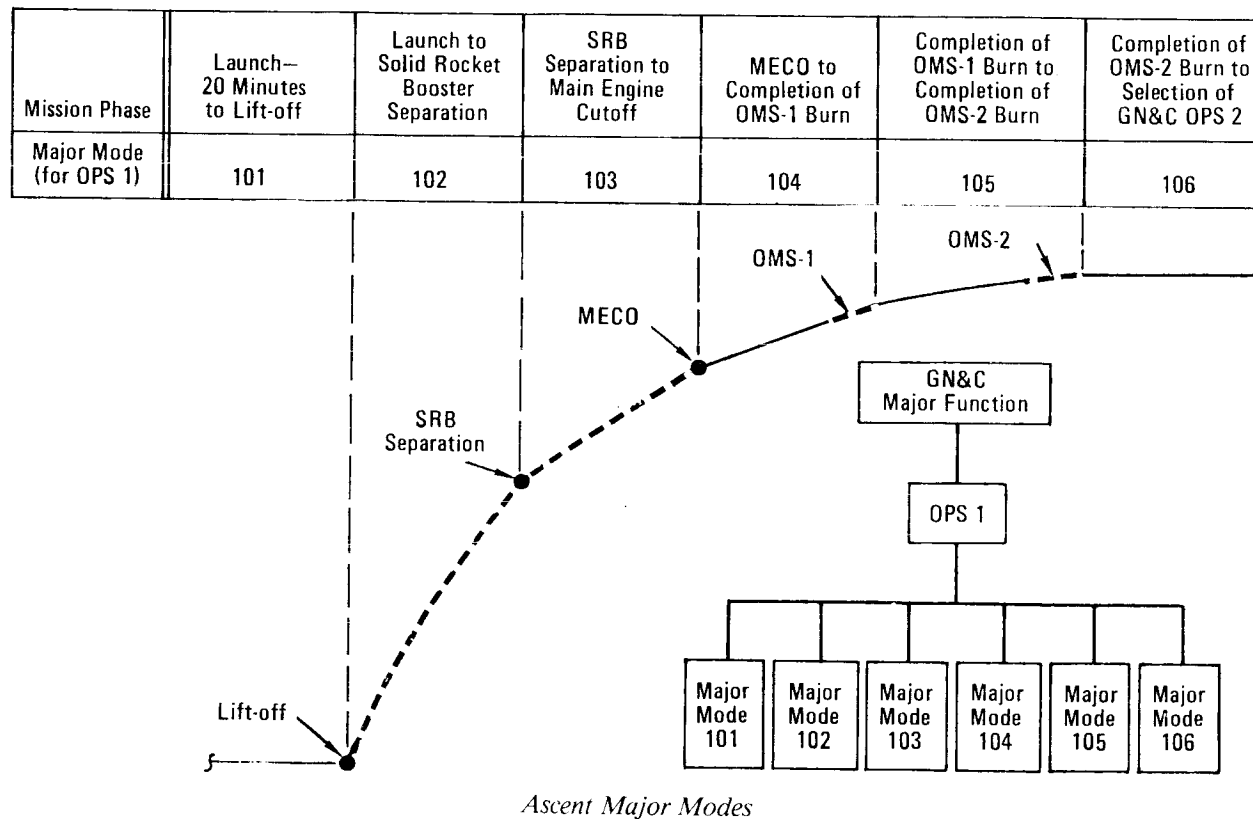 Mission Phase
Launch—
20 Minutes
to Lift-off
Launch to
Solid Rocket
Booster
Separation
SRB
Separation to
Main Engine
Cutoff
MECO to
Completion of
OMS-1 Burn
Completion of
OMS-1 Burn to
Completion of
OMS-2 Burn
Completion of
OMS-2 Burn to
Selection of
GN&C OPS 2
Major Mode
(for OPS 1)
101
102
103
104
105
106
OMS-2
OMS-1
MECO
SRB
Separation
Lift-off
GN&C
Major Function
OPS 1
Major
Mode
101
Major
Mode
102
Major
Mode
103
Major
Mode
104
Major
Mode
105
Major
Mode
106
Ascent Major Modes